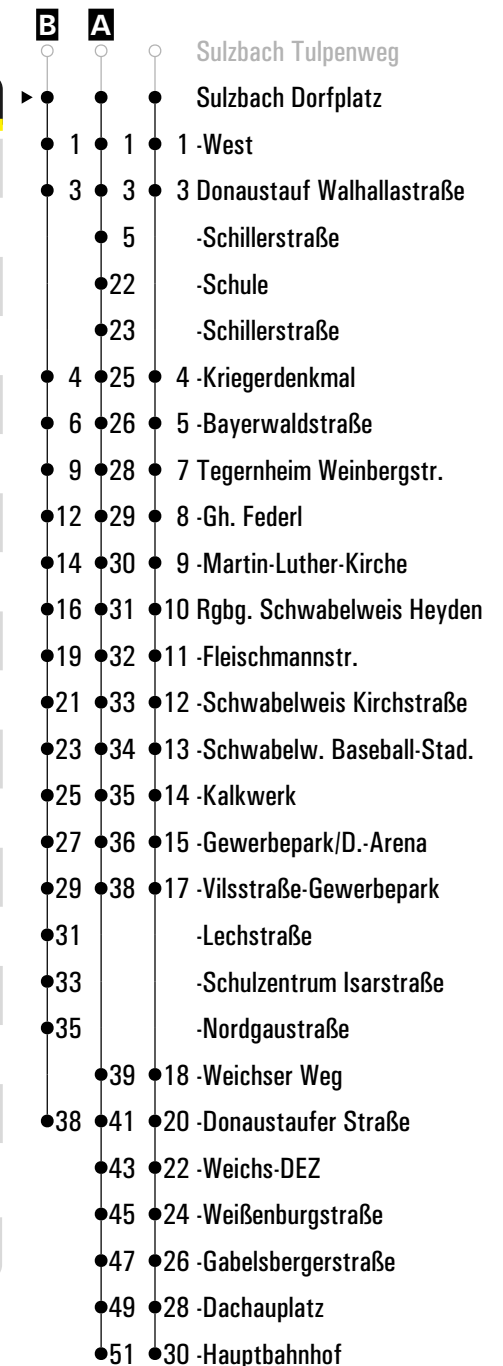 B A
Sulzbach Tulpenweg
Sulzbach Dorfplatz
1 1 1 -West
3 3 3 Donaustauf Walhallastraße
5 -Schillerstraße
22 -Schule
23 -Schillerstraße
4 25 4 -Kriegerdenkmal
6 26 5 -Bayerwaldstraße
9 28 7 Tegernheim Weinbergstr.
12 29 8 -Gh. Federl
14 30 9 -Martin-Luther-Kirche
16 31 10 Rgbg. Schwabelweis Heyden
19 32 11 -Fleischmannstr.
21 33 12 -Schwabelweis Kirchstraße
23 34 13 -Schwabelw. Baseball-Stad.
25 35 14 -Kalkwerk
27 36 15 -Gewerbepark/D.-Arena
29 38 17 -Vilsstraße-Gewerbepark
31 -Lechstraße
33 -Schulzentrum Isarstraße
35 -Nordgaustraße
39 18 -Weichser Weg
38 41 20 -Donaustaufer Straße
43 22 -Weichs-DEZ
45 24 -Weißenburgstraße
47 26 -Gabelsbergerstraße
49 28 -Dachauplatz
51 30 -Hauptbahnhof